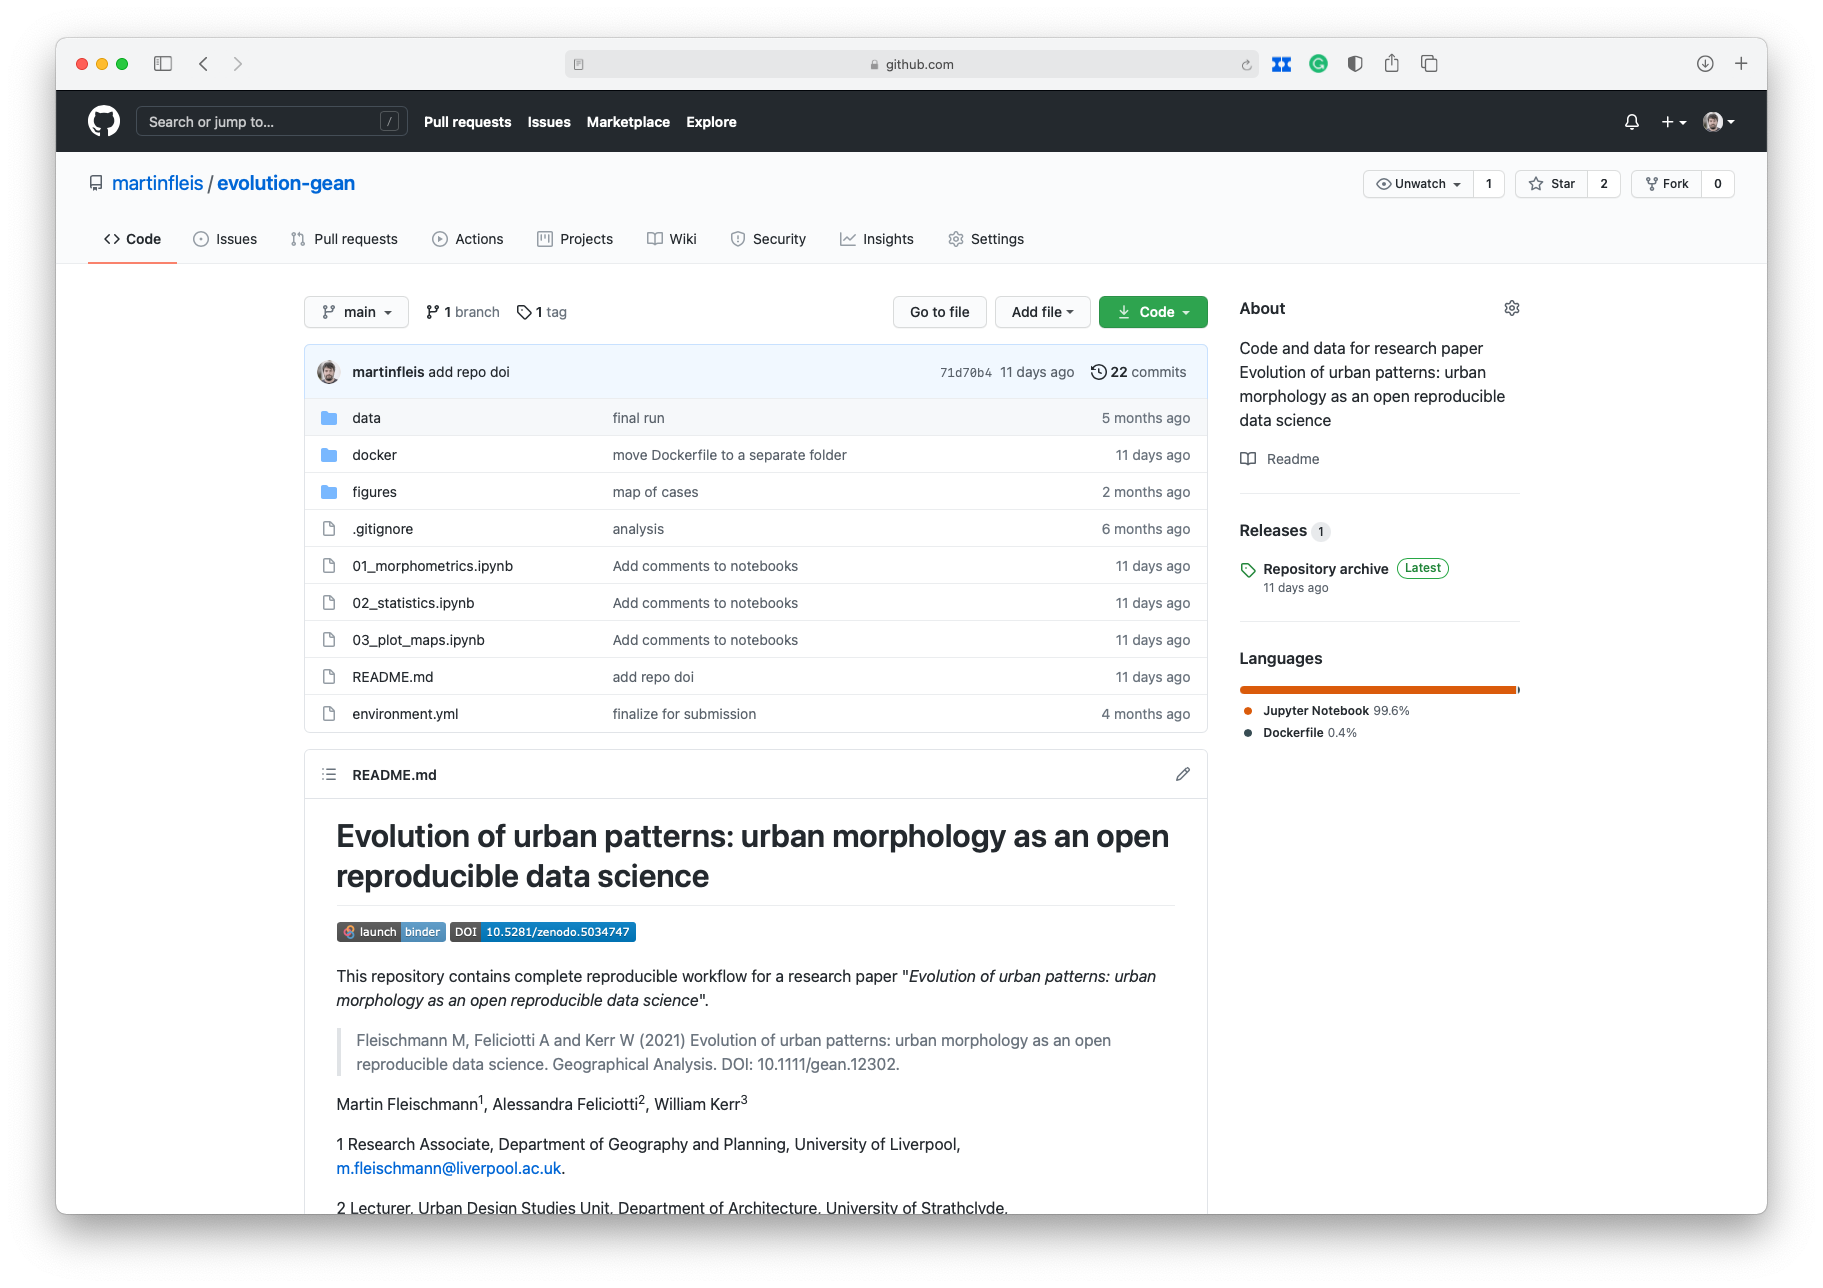 github.com
Search or jump to... /
Pull requests Issues Marketplace Explore
martinfleis / evolution-gean
Unwatch 1 Star 2 Fork 0
Code Issues Pull requests Actions Projects Wiki Security Insights Settings
main 1 branch 1 tag Go to file Add file Code
martinfleis add repo doi 71d70b4 11 days ago 22 commits
data final run 5 months ago
docker move Dockerfile to a separate folder 11 days ago
figures map of cases 2 months ago
.gitignore analysis 6 months ago
01_morphometrics.ipynb Add comments to notebooks 11 days ago
02_statistics.ipynb Add comments to notebooks 11 days ago
03_plot_maps.ipynb Add comments to notebooks 11 days ago
README.md add repo doi 11 days ago
environment.yml finalize for submission 4 months ago
README.md
Evolution of urban patterns: urban morphology as an open
reproducible data science
launch binder DOI 10.5281/zenodo.5034747
This repository contains complete reproducible workflow for a research paper "Evolution of urban patterns: urban
morphology as an open reproducible data science".
Fleischmann M, Feliciotti A and Kerr W (2021) Evolution of urban patterns: urban morphology as an open
reproducible data science. Geographical Analysis. DOI: 10.1111/gean.12302.
Martin Fleischmann1, Alessandra Feliciotti2, William Kerr3
1 Research Associate, Department of Geography and Planning, University of Liverpool,
m.fleischmann@liverpool.ac.uk.
2 Lecturer, Urban Design Studies Unit, Department of Architecture, University of Strathclyde,
About
Code and data for research paper
Evolution of urban patterns: urban
morphology as an open reproducible
data science
Readme
Releases 1
Repository archive Latest
11 days ago
Languages
Jupyter Notebook 99.6%
Dockerfile 0.4%